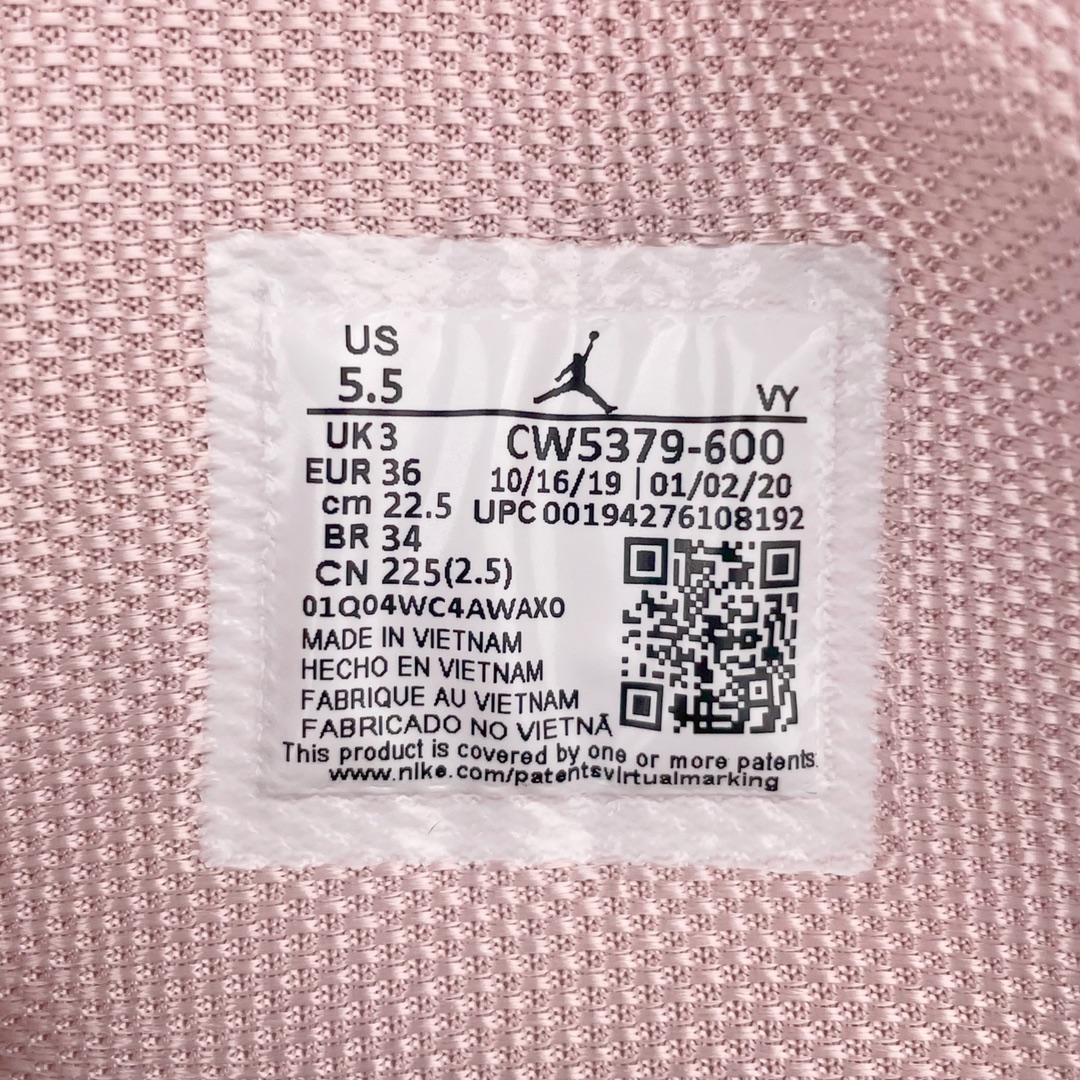 US
5.5
VY
UK 3
CW5379-600
EUR 36
10/16/19 | 01/02/20
cm 22.5
UPC 00194276108192
BR 34
CN 225(2.5)
01Q04WC4AWAX0
MADE IN VIETNAM
HECHO EN VIETNAM
FABRIQUE AU VIETNAM
FABRICADO NO VIETNÃ
This product is covered by one or more patents.
www.nike.com/patentsvirtualmarking